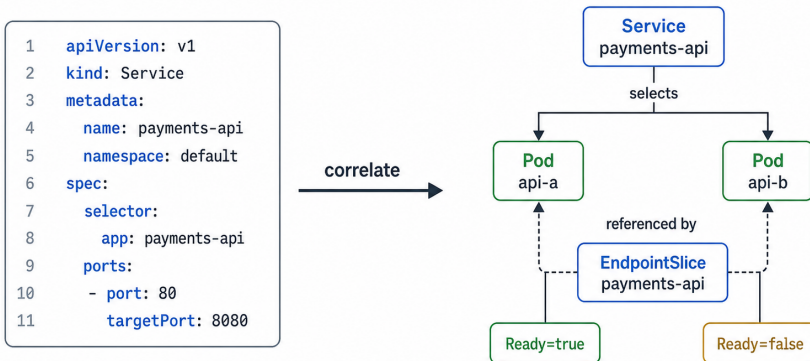 1 apiVersion: v1
2 kind: Service
3 metadata:
4 name: payments-api
5 namespace: default
6 spec:
7 selector:
8 app: payments-api
9 ports:
10 - port: 80
11 targetPort: 8080
correlate
Service
payments-api
selects
Pod
api-a
Pod
api-b
referenced by
EndpointSlice
payments-api
Ready=true
Ready=false